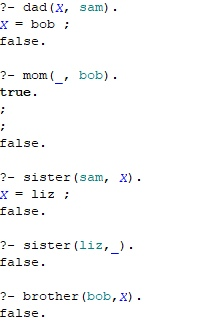 ?- dad(X, sam).
X = bob ;
false.
?- mom(_, bob).
true.
;
;
false.
?- sister(sam, X).
X = liz ;
false.
?- sister(liz,_).
false.
?- brother(bob,X).
false.